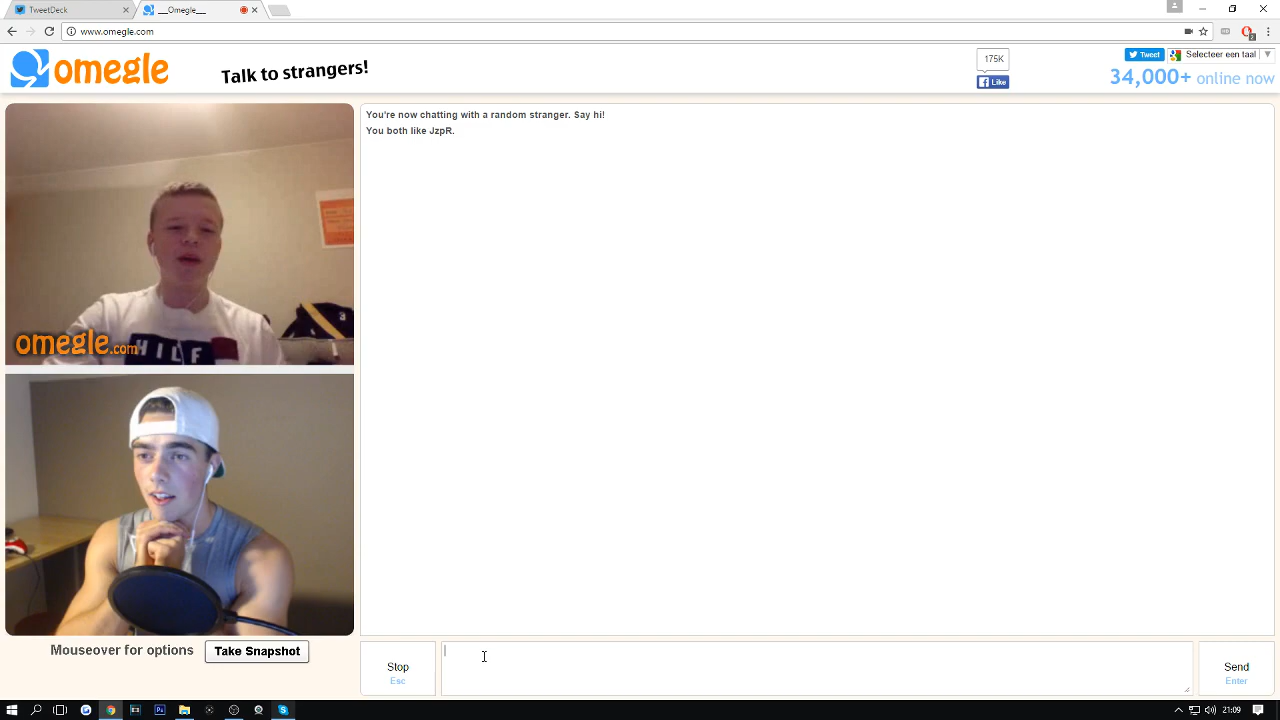 TweetDeck
__Omegle__
www.omegle.com
omegle
Talk to strangers!
175K
Like
Tweet
Selecteer een taal
34,000+ online now
You're now chatting with a random stranger. Say hi!
You both like JzpR.
omegle.com
HILF
Mouseover for options
Take Snapshot
Stop
Esc
Send
Enter
21:09